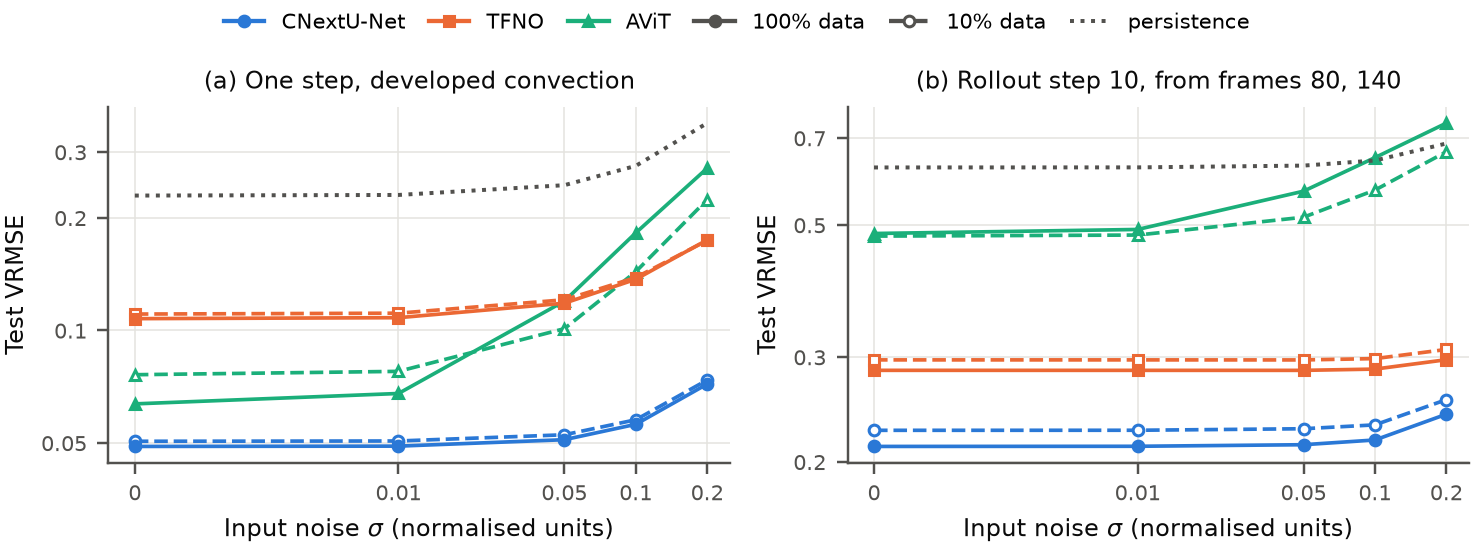 CNextU-Net TFNO AViT 100% data 10% data persistence
(a) One step, developed convection
0.3
0.2
0.1
0.05
Test VRMSE
0 0.01 0.05 0.1 0.2
Input noise σ (normalised units)
(b) Rollout step 10, from frames 80, 140
0.7
0.5
0.3
0.2
Test VRMSE
0 0.01 0.05 0.1 0.2
Input noise σ (normalised units)